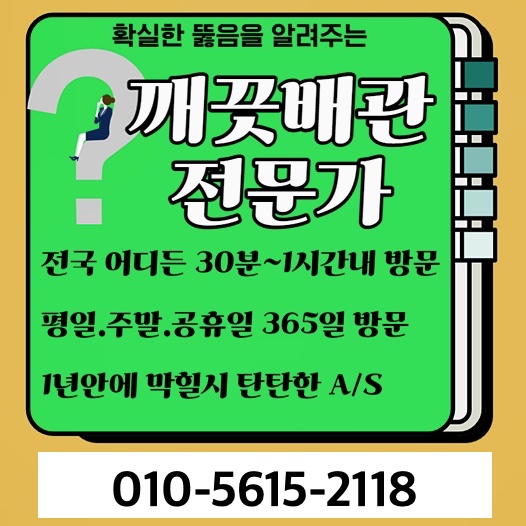 확실한 뚫음을 알려주는
깨끗배관
전문가
전국 어디든 30분~1시간내 방문
평일.주말.공휴일 365일 방문
1년안에 막힐시 탄탄한 A/S
010-5615-2118